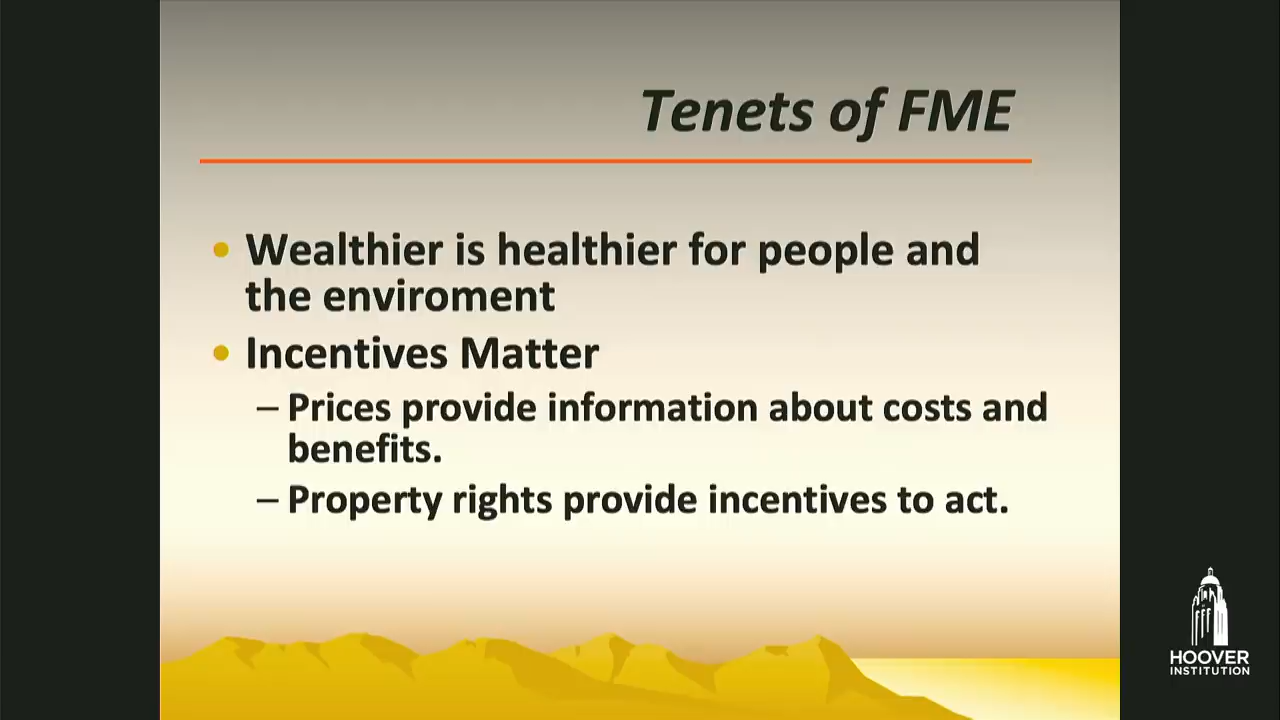 Tenets of FME
• Wealthier is healthier for people and
the enviroment
• Incentives Matter
– Prices provide information about costs and
benefits.
– Property rights provide incentives to act.
HOOVER
INSTITUTION